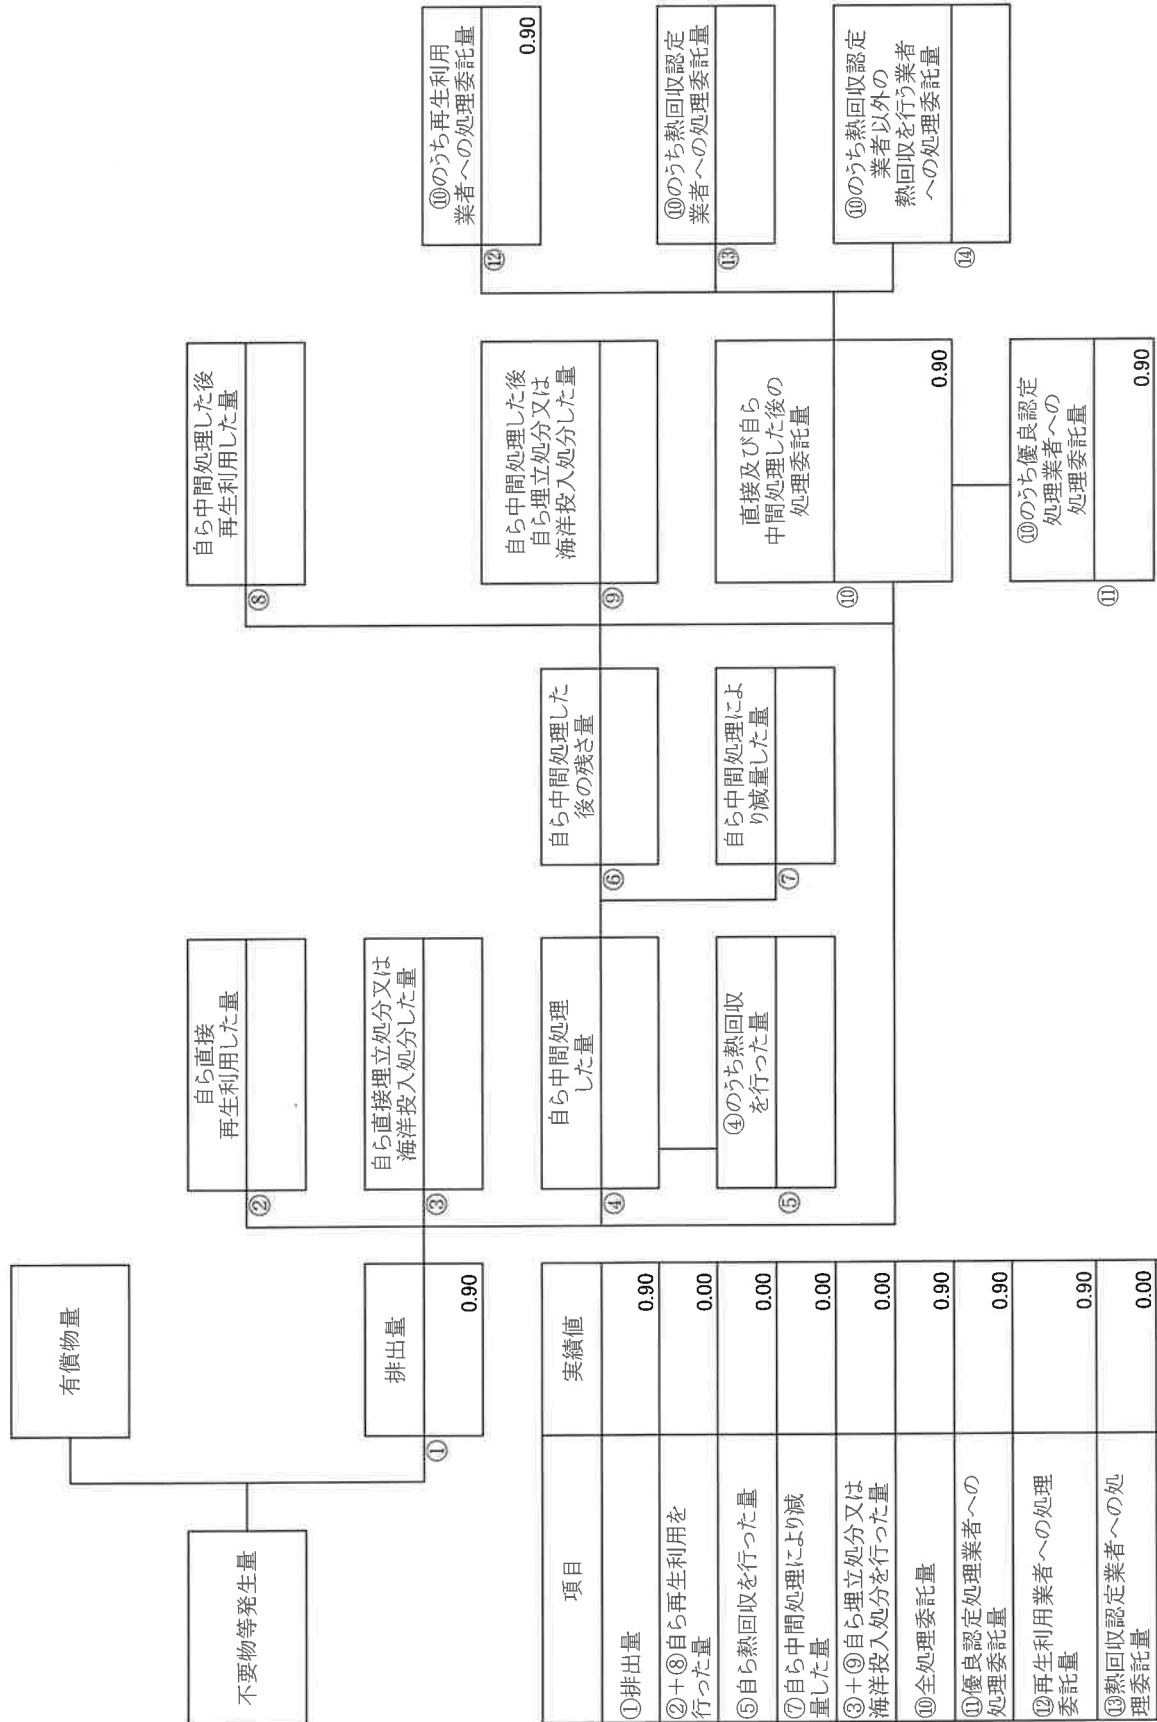 不要物等発生量
有償物量
①
排出量
0.90
②
自ら直接
再生利用した量
③
自ら直接埋立処分又は
海洋投入処分した量
④
自ら中間処理
した量
⑤
④のうち熱回収
を行った量
⑥
自ら中間処理した
後の残さ量
⑦
自ら中間処理によ
り減量した量
⑧
自ら中間処理した後
再生利用した量
⑨
自ら中間処理した後
自ら埋立処分又は
海洋投入処分した量
⑩
直接及び自ら
中間処理した後の
処理委託量
0.90
⑪
⑩のうち優良認定
処理業者への
処理委託量
0.90
⑫
⑩のうち再生利用
業者への処理委託量
0.90
⑬
⑩のうち熱回収認定
業者への処理委託量
⑭
⑩のうち熱回収認定
業者以外の
熱回収を行う業者
への処理委託量
項目
実績値
①排出量
0.90
②+⑧自ら再生利用を
行った量
0.00
⑤自ら熱回収を行った量
0.00
⑦自ら中間処理により減
量した量
0.00
③+⑨自ら埋立処分又は
海洋投入処分を行った量
0.00
⑩全処理委託量
0.90
⑪優良認定処理業者への
処理委託量
0.90
⑫再生利用業者への処理
委託量
0.90
⑬熱回収認定業者への処
理委託量
0.00